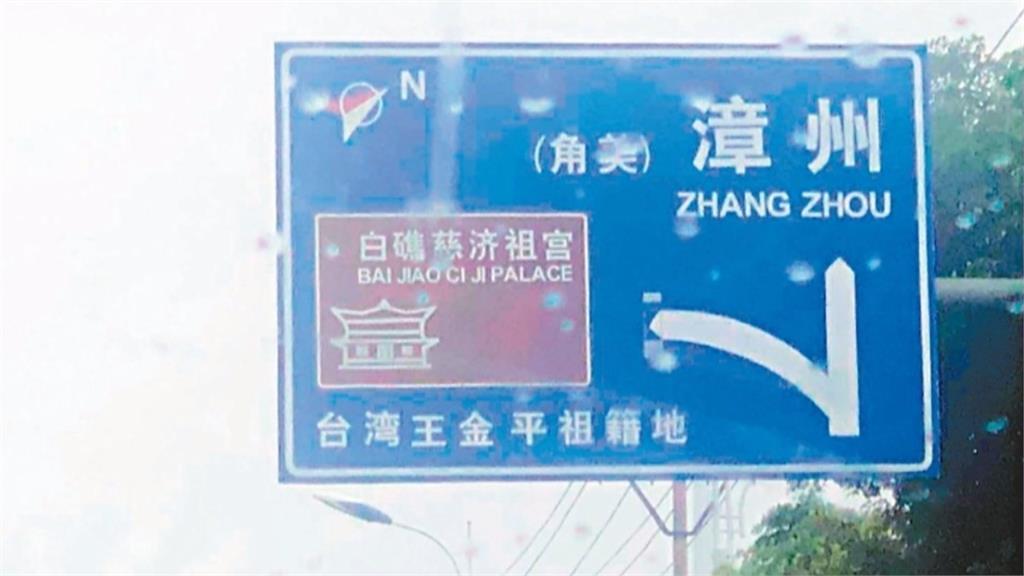 N
(角美) 漳州
ZHANG ZHOU
白礁慈济祖宫
BAI JIAO CI JI PALACE
台湾王金平祖籍地